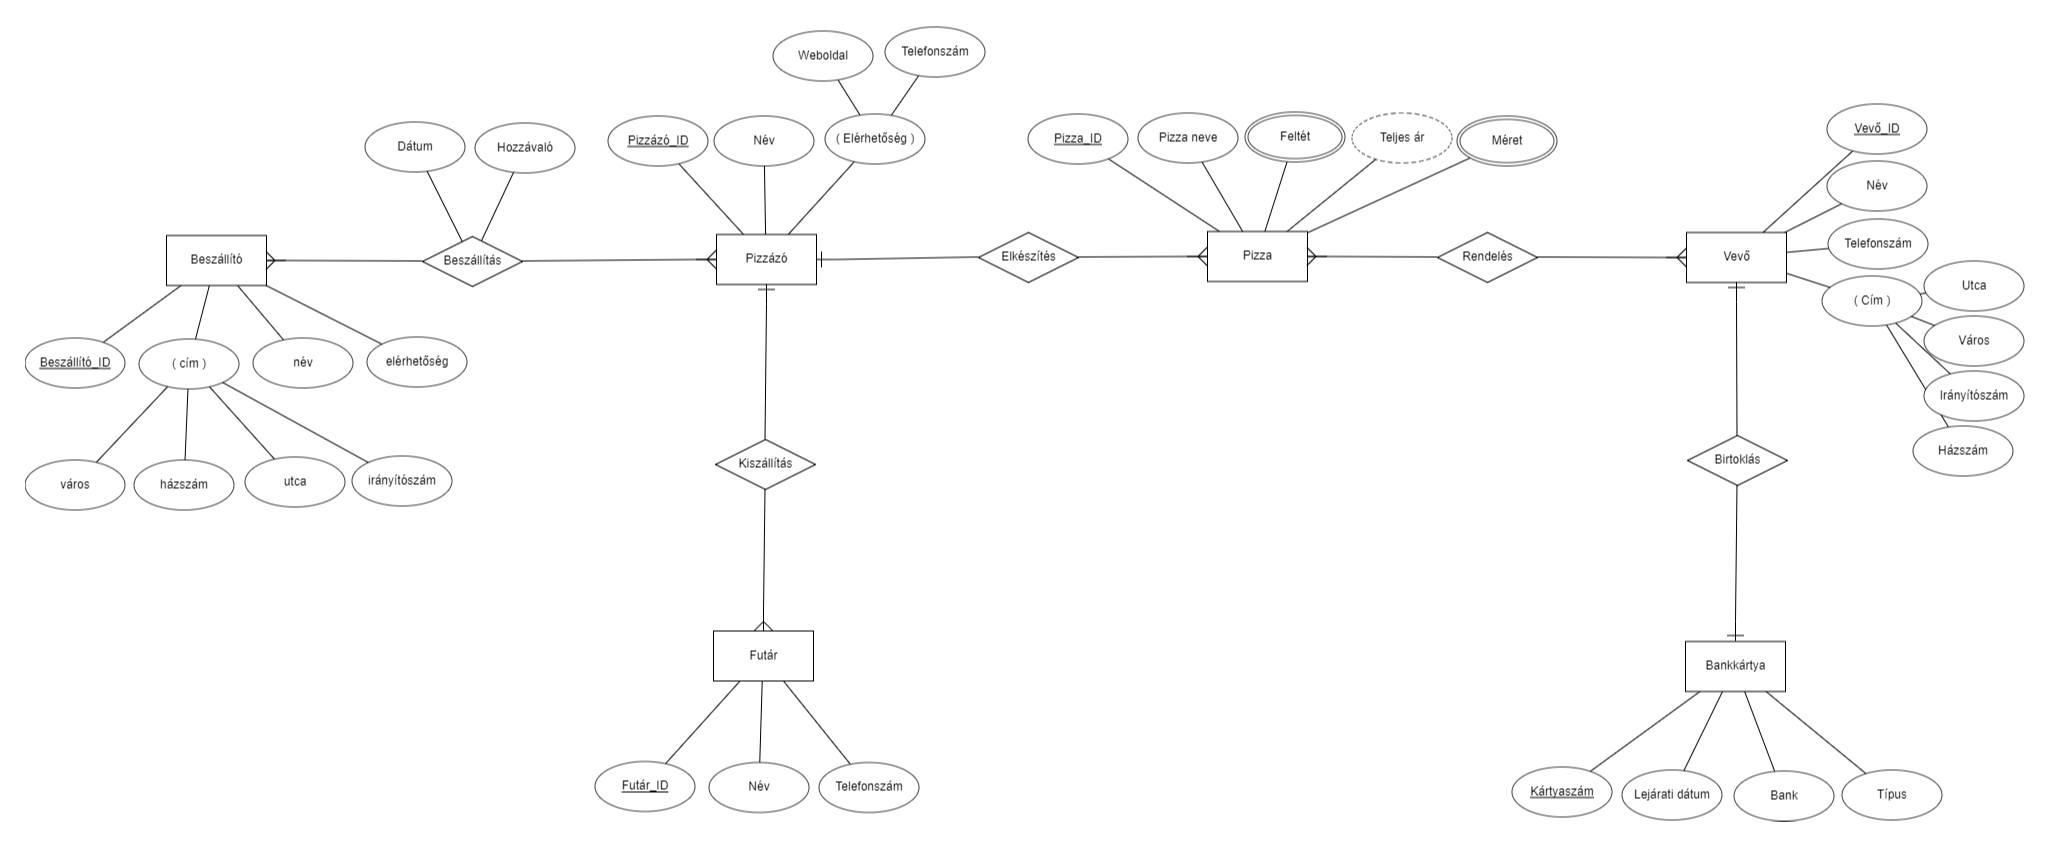 Weboldal
Telefonszám
Dátum
Hozzávaló
Pizzázó_ID
Név
( Elérhetőség )
Pizza_ID
Pizza neve
Feltét
Teljes ár
Méret
Vevő_ID
Név
Telefonszám
( Cím )
Utca
Város
Irányítószám
Házszám
Beszállító
Beszállítás
Pizzázó
Elkészítés
Pizza
Rendelés
Vevő
Beszállító_ID
( cím )
név
elérhetőség
város
házszám
utca
irányítószám
Kiszállítás
Birtoklás
Futár
Bankkártya
Futár_ID
Név
Telefonszám
Kártyaszám
Lejárati dátum
Bank
Típus